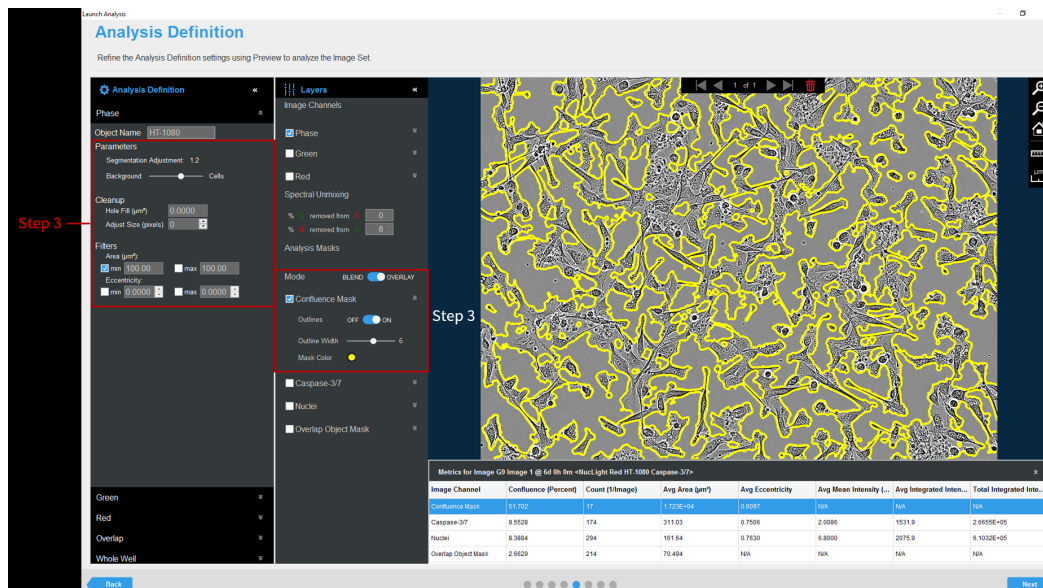 Launch Analysis
Analysis Definition
Refine the Analysis Definition settings using Preview to analyze the Image Set.
Analysis Definition «
Phase
Object Name HT-1080
Parameters
Segmentation Adjustment: 1.2
Background Cells
Cleanup
Hole Fill (µm²) 0.0000
Adjust Size (pixels) 0
Filters
Area (µm²):
min 100.00 max 100.00
Eccentricity:
min 0.0000 max 0.0000
Step 3
Green
Red
Overlap
Whole Well
Layers «
Image Channels
Phase
Green
Red
Spectral Unmixing
% G removed from R 0
% R removed from G 8
Analysis Masks
Mode BLEND OVERLAY
Confluence Mask
Outlines OFF ON
Outline Width 6
Mask Color
Step 3
Caspase-3/7
Nuclei
Overlap Object Mask
1 of 1
µm
Metrics for Image G9 Image 1 @ 6d 0h 0m <NucLight Red HT-1080 Caspase-3/7>
Image Channel Confluence (Percent) Count (1/Image) Avg Area (µm²) Avg Eccentricity Avg Mean Intensity (... Avg Integrated Inten... Total Integrated Inte...
Confluence Mask 51.702 17 1.723E+04 0.8097 N/A N/A N/A
Caspase-3/7 9.5528 174 311.03 0.7506 2.0086 1531.9 2.6655E+05
Nuclei 8.3884 294 161.64 0.7630 6.8000 2075.9 6.1032E+05
Overlap Object Mask 2.6629 214 70.494 N/A N/A N/A N/A
Back
Next